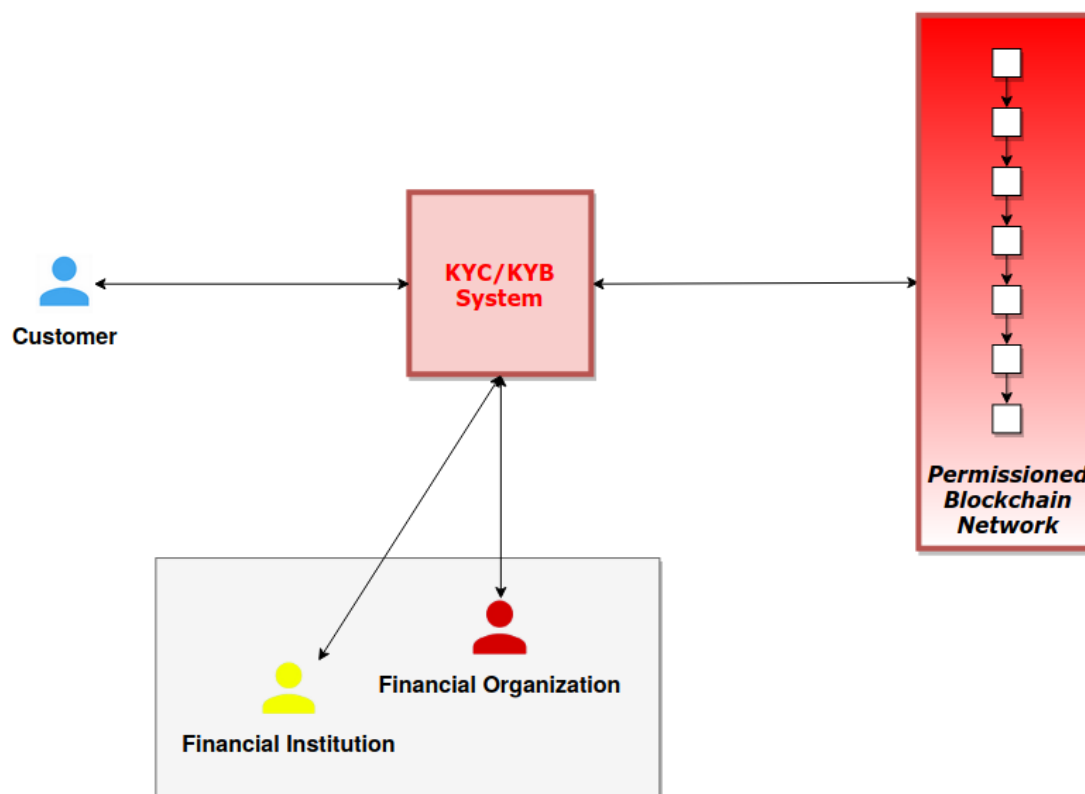 KYC/KYB
System
Customer
Permissioned
Blockchain
Network
Financial Organization
Financial Institution